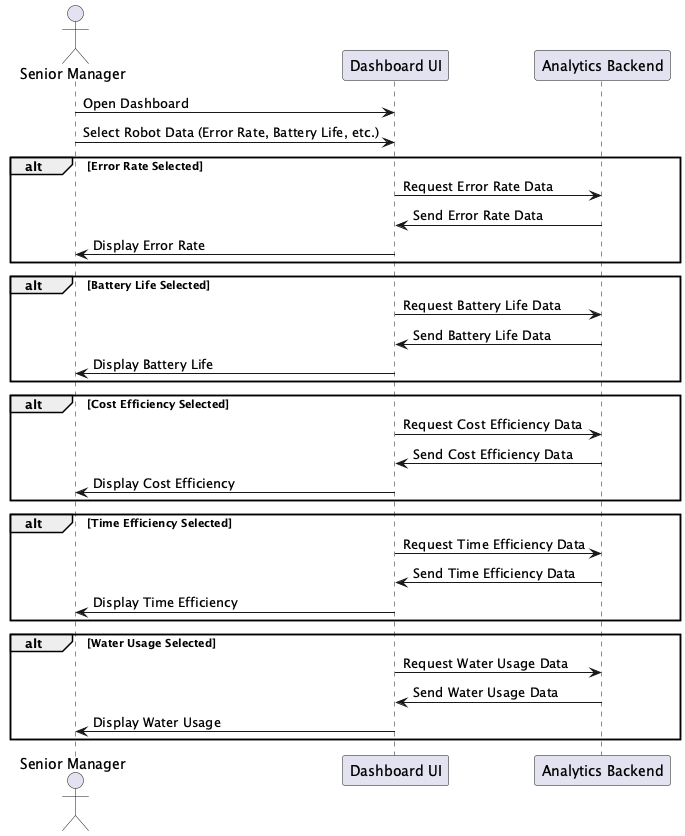 Senior Manager
Dashboard UI
Analytics Backend
Open Dashboard
Select Robot Data (Error Rate, Battery Life, etc.)
alt [Error Rate Selected]
Request Error Rate Data
Send Error Rate Data
Display Error Rate
alt [Battery Life Selected]
Request Battery Life Data
Send Battery Life Data
Display Battery Life
alt [Cost Efficiency Selected]
Request Cost Efficiency Data
Send Cost Efficiency Data
Display Cost Efficiency
alt [Time Efficiency Selected]
Request Time Efficiency Data
Send Time Efficiency Data
Display Time Efficiency
alt [Water Usage Selected]
Request Water Usage Data
Send Water Usage Data
Display Water Usage
Senior Manager
Dashboard UI
Analytics Backend